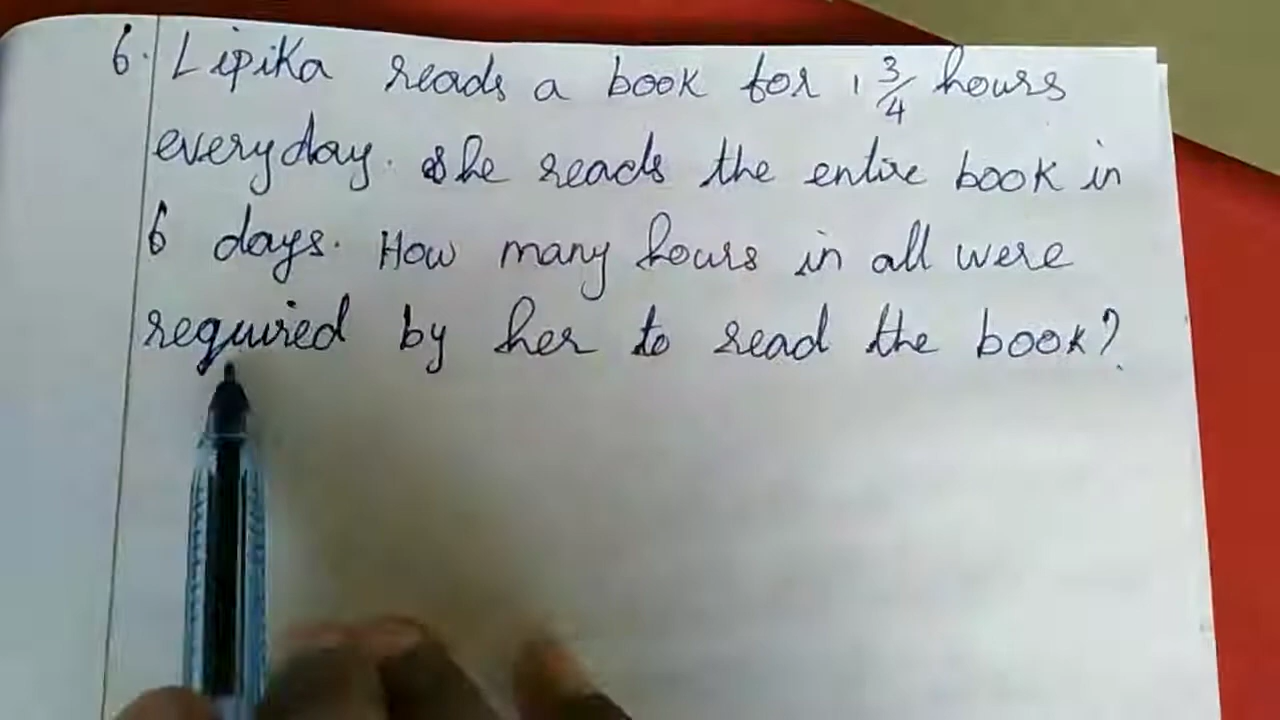 6. Lipika reads a book for 1 3/4 hours
everyday. She reads the entire book in
6 days. How many hours in all were
required by her to read the book?